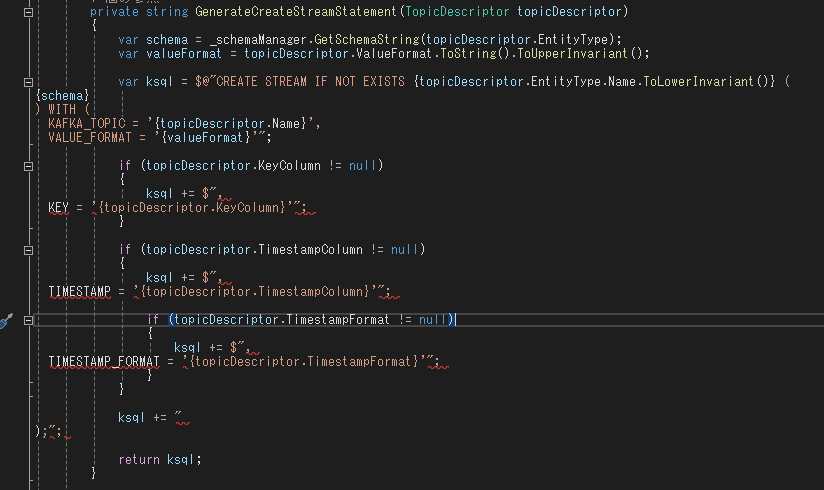 private string GenerateCreateStreamStatement(TopicDescriptor topicDescriptor)
{
var schema = _schemaManager.GetSchemaString(topicDescriptor.EntityType);
var valueFormat = topicDescriptor.ValueFormat.ToString().ToUpperInvariant();
var ksql = $@"CREATE STREAM IF NOT EXISTS {topicDescriptor.EntityType.Name.ToLowerInvariant()} (
{schema}
) WITH (
KAFKA_TOPIC = '{topicDescriptor.Name}',
VALUE_FORMAT = '{valueFormat}'";
if (topicDescriptor.KeyColumn != null)
{
ksql += $",
KEY = '{topicDescriptor.KeyColumn}'";
}
if (topicDescriptor.TimestampColumn != null)
{
ksql += $",
TIMESTAMP = '{topicDescriptor.TimestampColumn}'";
if (topicDescriptor.TimestampFormat != null)
{
ksql += $",
TIMESTAMP_FORMAT = '{topicDescriptor.TimestampFormat}'";
}
}
ksql += "
);";
return ksql;
}